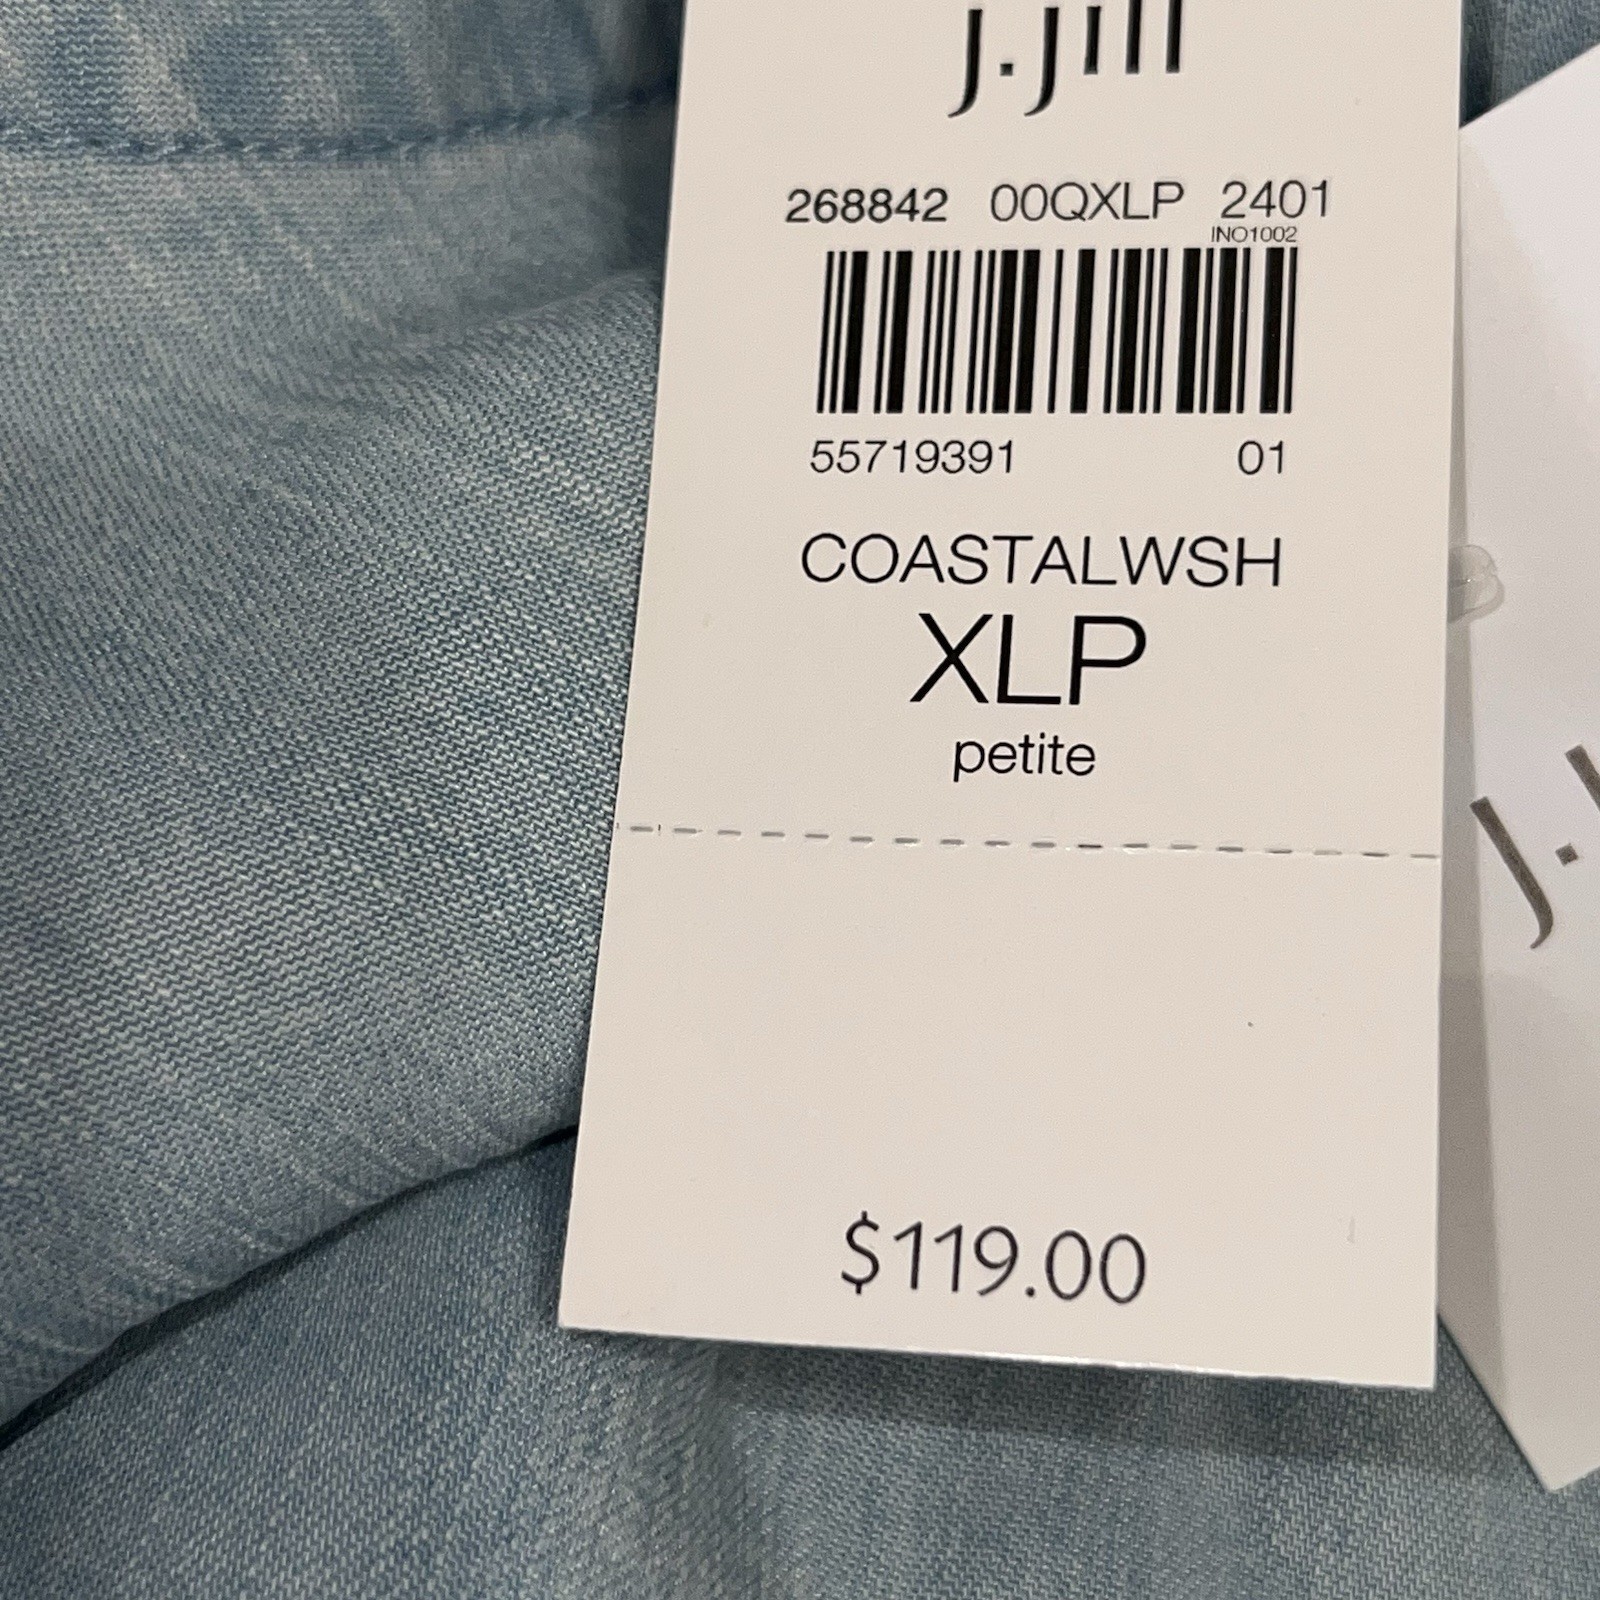 J.Jill
268842 00QXLP 2401
INO1002
55719391 01
COASTALWSH
XLP
petite
$119.00
J.